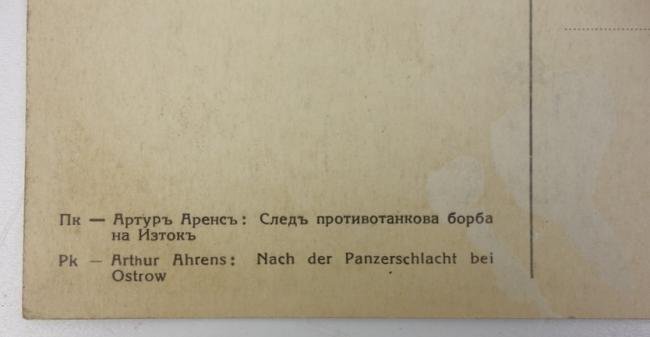 Пк — Артуръ Аренсъ: Следъ противотанкова борба
на Изтокъ
Pk — Arthur Ahrens: Nach der Panzerschlacht bei
Ostrow